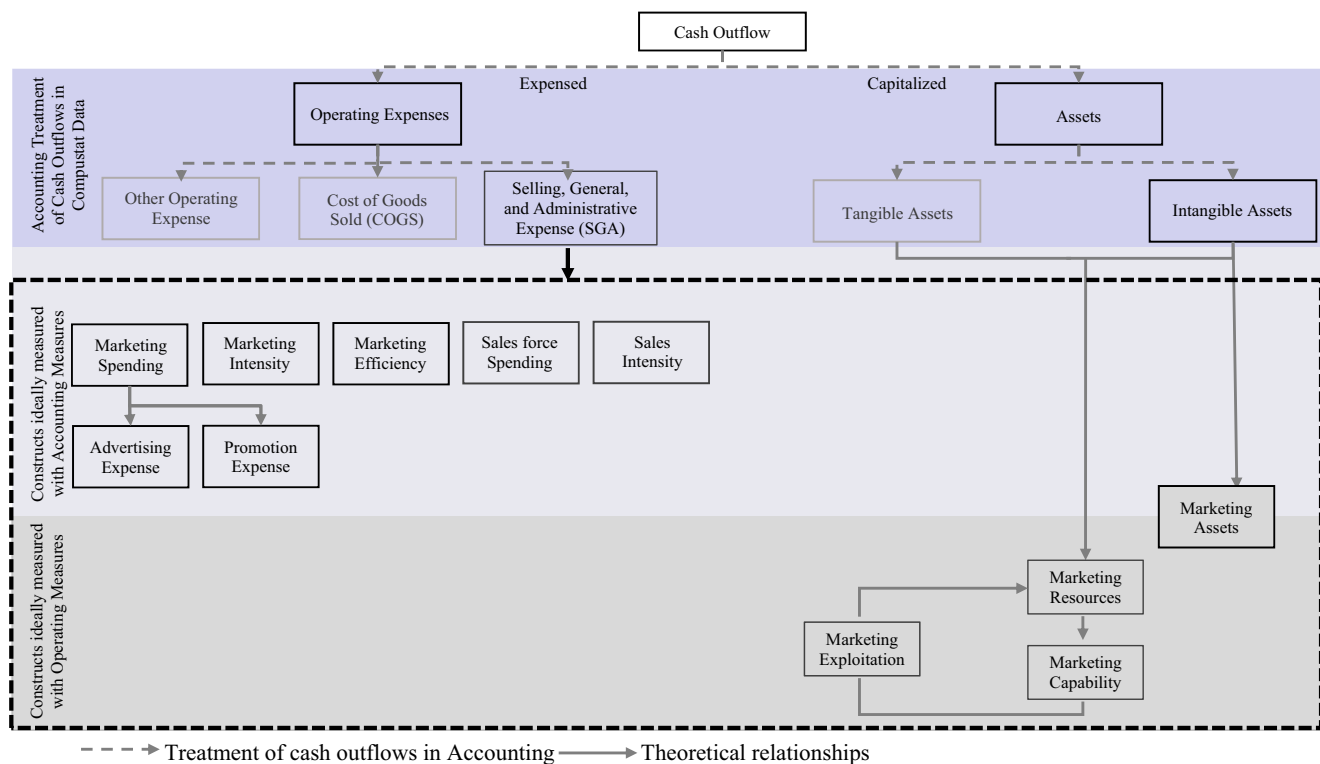 Cash Outflow
Expensed
Capitalized
Accounting Treatment
of Cash Outflows in
Compustat Data
Operating Expenses
Assets
Other Operating
Expense
Cost of Goods
Sold (COGS)
Selling, General,
and Administrative
Expense (SGA)
Tangible Assets
Intangible Assets
Constructs ideally measured
with Accounting Measures
Marketing
Spending
Marketing
Intensity
Marketing
Efficiency
Sales force
Spending
Sales
Intensity
Advertising
Expense
Promotion
Expense
Marketing
Assets
Constructs ideally measured
with Operating Measures
Marketing
Resources
Marketing
Exploitation
Marketing
Capability
Treatment of cash outflows in Accounting
Theoretical relationships